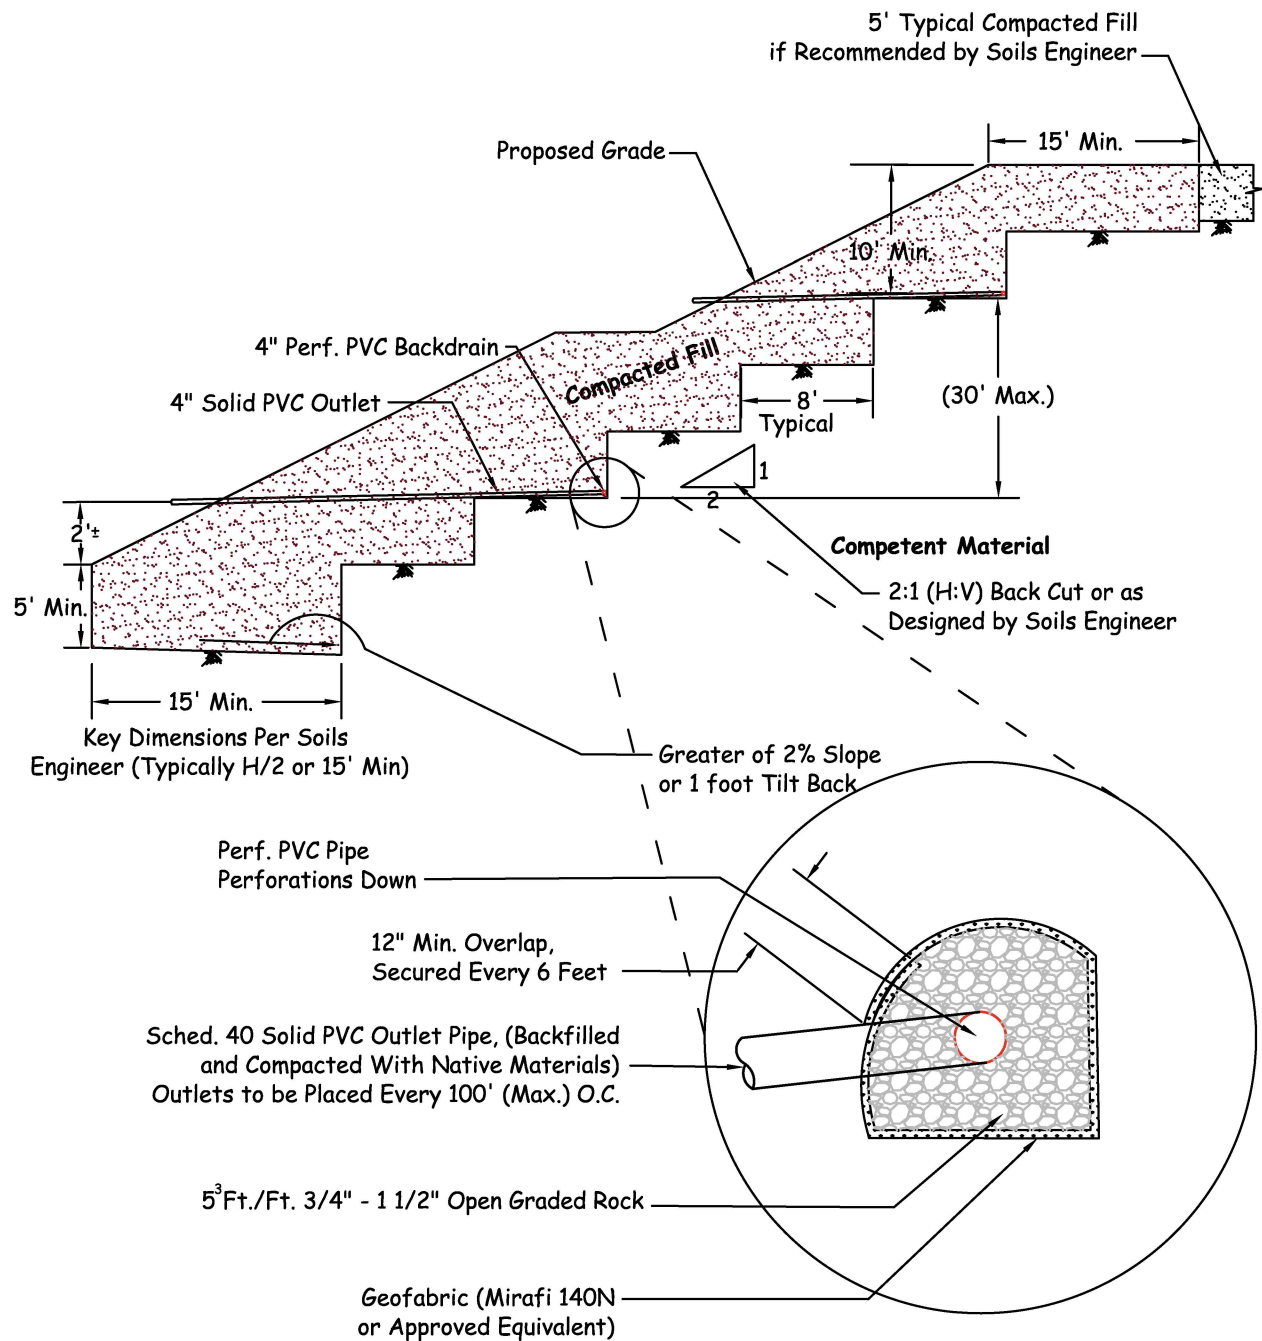 5' Typical Compacted Fill
if Recommended by Soils Engineer
15' Min.
Proposed Grade
10' Min.
4" Perf. PVC Backdrain
Compacted Fill
4" Solid PVC Outlet
8'
Typical
(30' Max.)
1
2
2'±
Competent Material
5' Min.
2:1 (H:V) Back Cut or as
Designed by Soils Engineer
15' Min.
Key Dimensions Per Soils
Engineer (Typically H/2 or 15' Min)
Greater of 2% Slope
or 1 foot Tilt Back
Perf. PVC Pipe
Perforations Down
12" Min. Overlap,
Secured Every 6 Feet
Sched. 40 Solid PVC Outlet Pipe, (Backfilled
and Compacted With Native Materials)
Outlets to be Placed Every 100' (Max.) O.C.
5³Ft./Ft. 3/4" - 1 1/2" Open Graded Rock
Geofabric (Mirafi 140N
or Approved Equivalent)